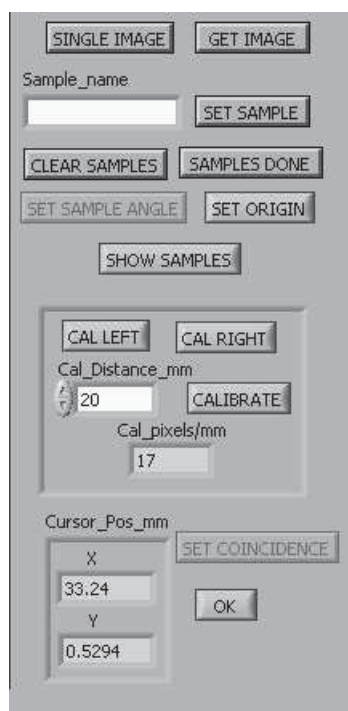 SINGLE IMAGE GET IMAGE
Sample_name
SET SAMPLE
CLEAR SAMPLES SAMPLES DONE
SET SAMPLE ANGLE SET ORIGIN
SHOW SAMPLES
CAL LEFT CAL RIGHT
Cal_Distance_mm
20 CALIBRATE
Cal_pixels/mm
17
Cursor_Pos_mm
SET COINCIDENCE
X
33.24
OK
Y
0.5294